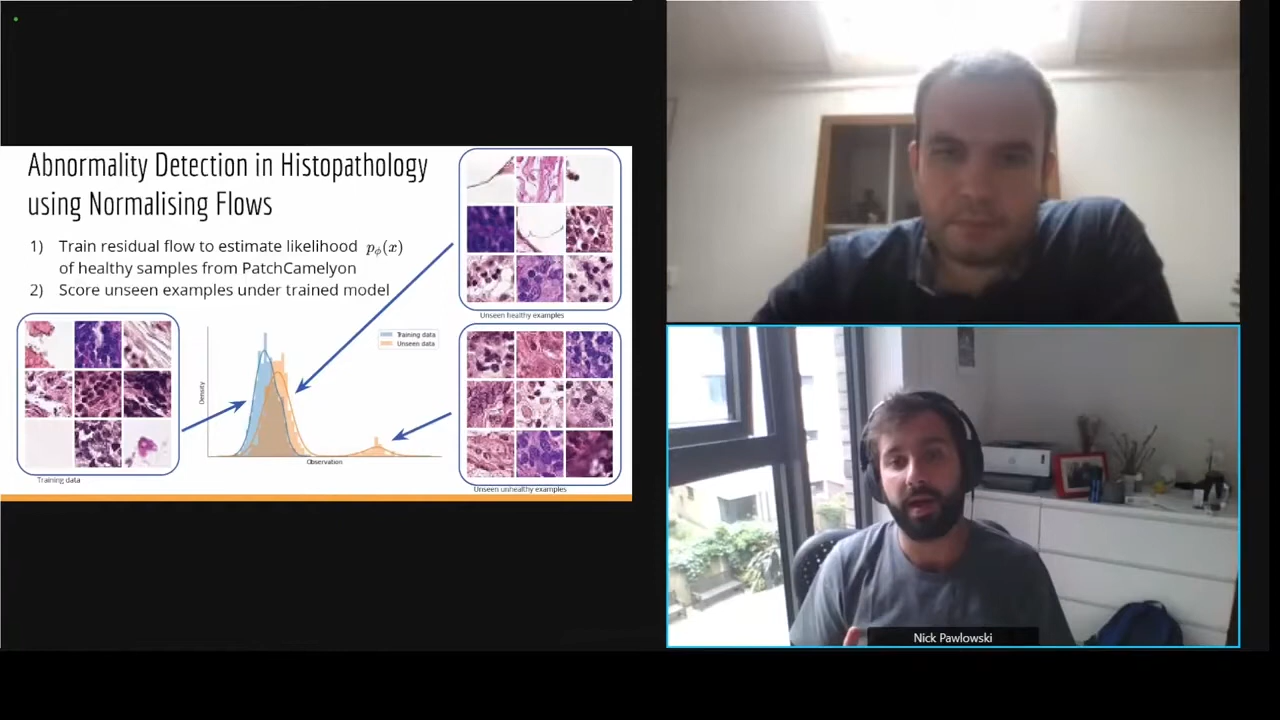 Abnormality Detection in Histopathology
using Normalising Flows
1) Train residual flow to estimate likelihood pϕ(x)
of healthy samples from PatchCamelyon
2) Score unseen examples under trained model
Unseen healthy examples
Training data
Unseen data
Density
Observation
Training data
Unseen unhealthy examples
Nick Pawlowski